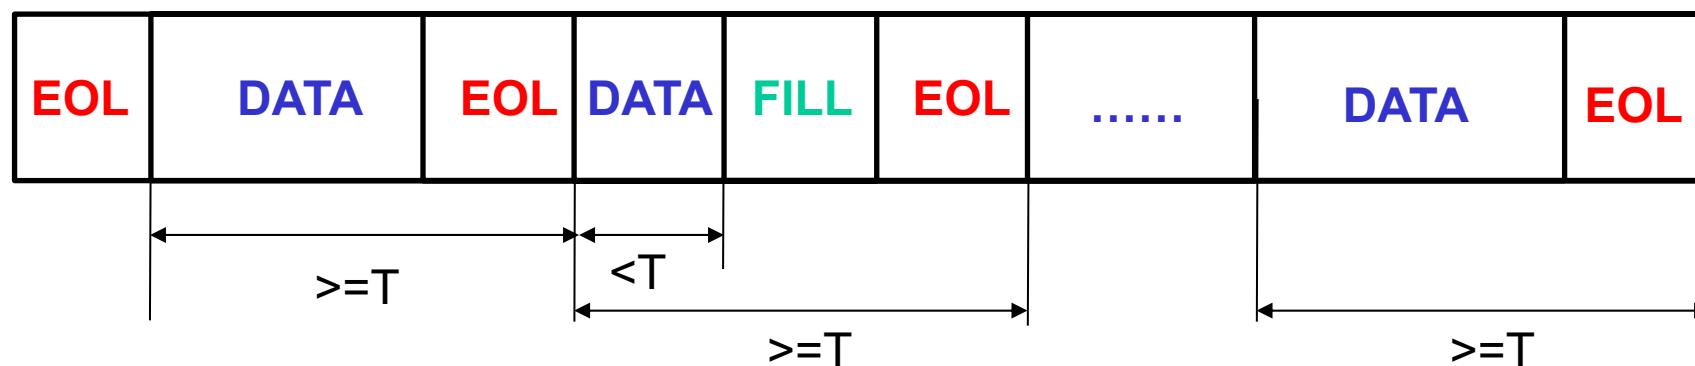 EOL DATA EOL DATA FILL EOL ...... DATA EOL
>=T <T >=T >=T